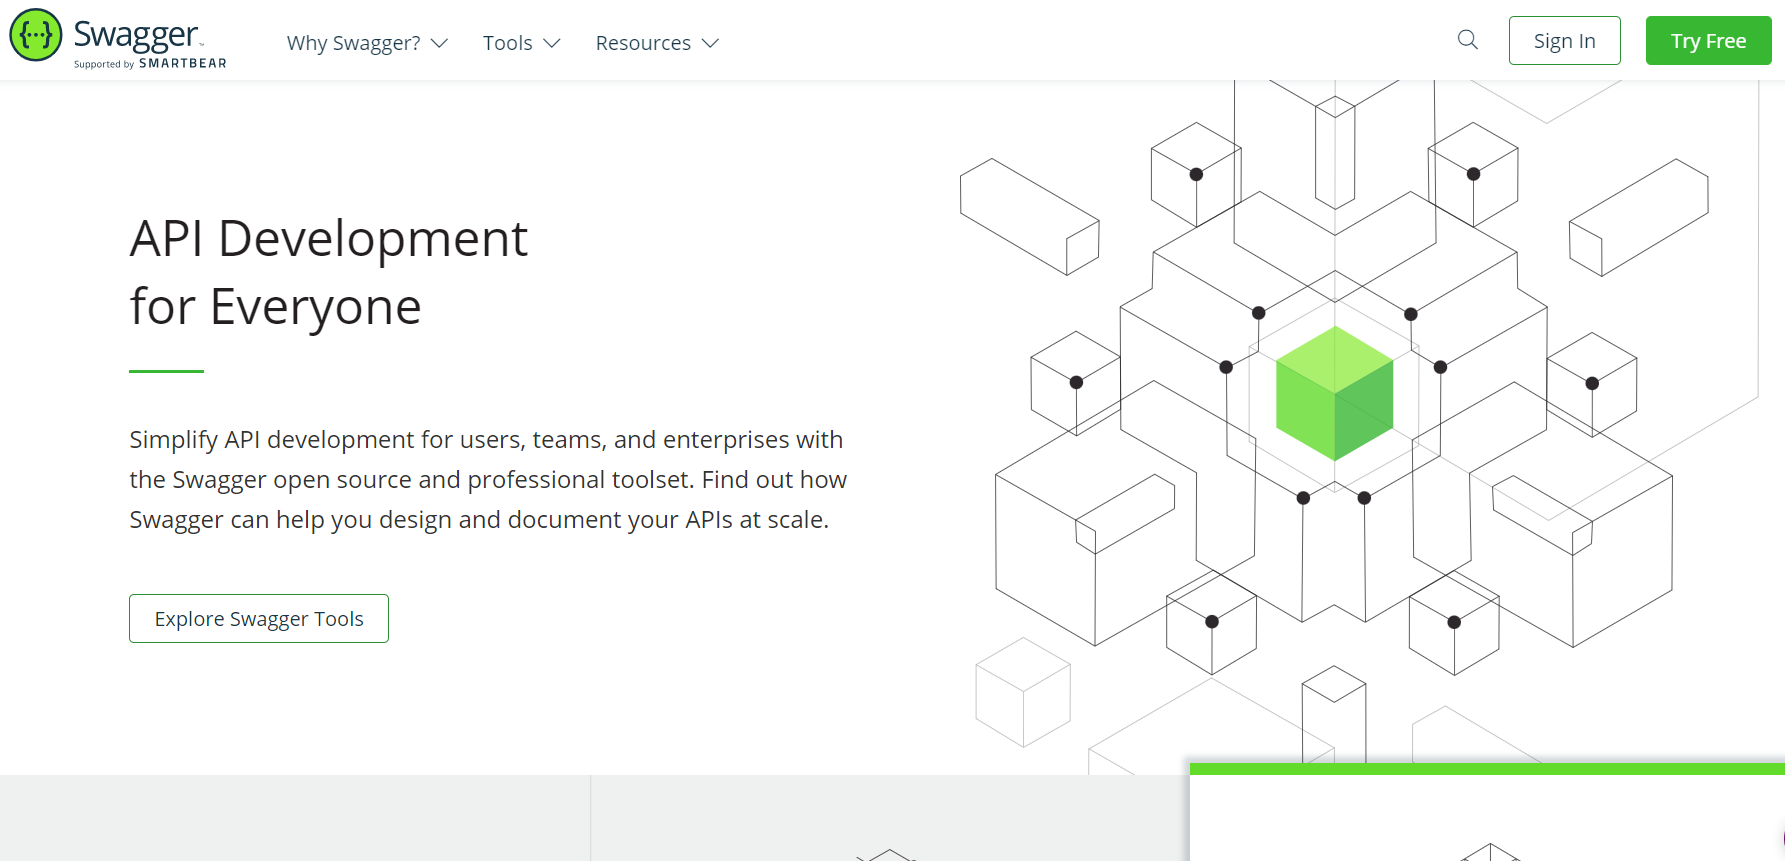 Swagger
Supported by SMARTBEAR
Why Swagger?
Tools
Resources
Sign In
Try Free
API Development
for Everyone
Simplify API development for users, teams, and enterprises with
the Swagger open source and professional toolset. Find out how
Swagger can help you design and document your APIs at scale.
Explore Swagger Tools